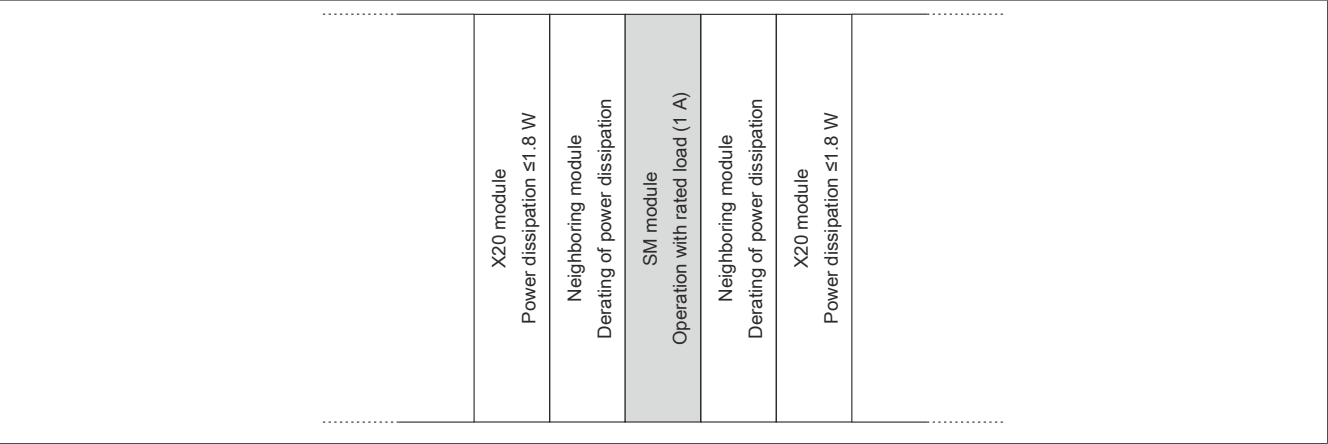 X20 module
Power dissipation ≤1.8 W
Neighboring module
Derating of power dissipation
SM module
Operation with rated load (1 A)
Neighboring module
Derating of power dissipation
X20 module
Power dissipation ≤1.8 W